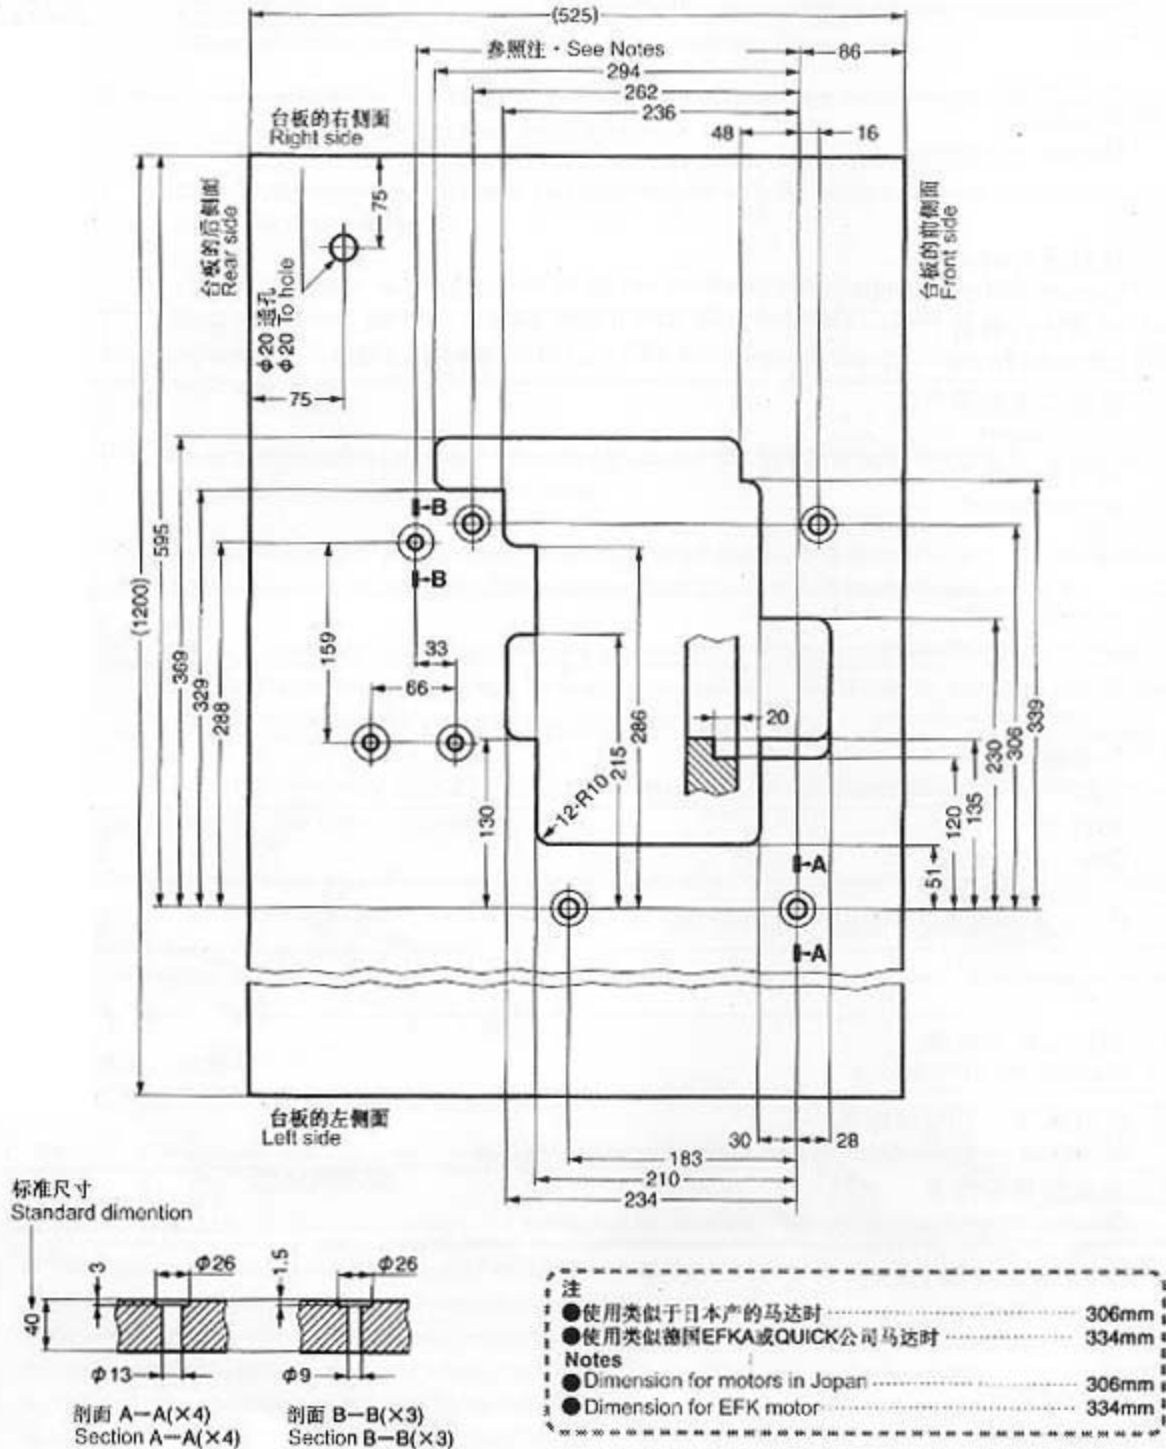 (525)
参照注・See Notes
86
294
262
236
48
16
台板的右侧面
Right side
75
台板的后侧面
Rear side
台板的前侧面
Front side
φ20 通孔
φ20 To hole
75
B
B
(1200)
595
369
329
288
159
33
66
130
12-R10
215
286
20
51
120
135
230
306
339
A
A
台板的左侧面
Left side
30
28
183
210
234
标准尺寸
Standard dimention
3
φ26
1.5
φ26
40
φ13
φ9
剖面 A—A(×4)
Section A—A(×4)
剖面 B—B(×3)
Section B—B(×3)
注
●使用类似于日本产的马达时 ············ 306mm
●使用类似德国EFKA或QUICK公司马达时 ············ 334mm
Notes
●Dimension for motors in Jopan ············ 306mm
●Dimension for EFK motor ············ 334mm